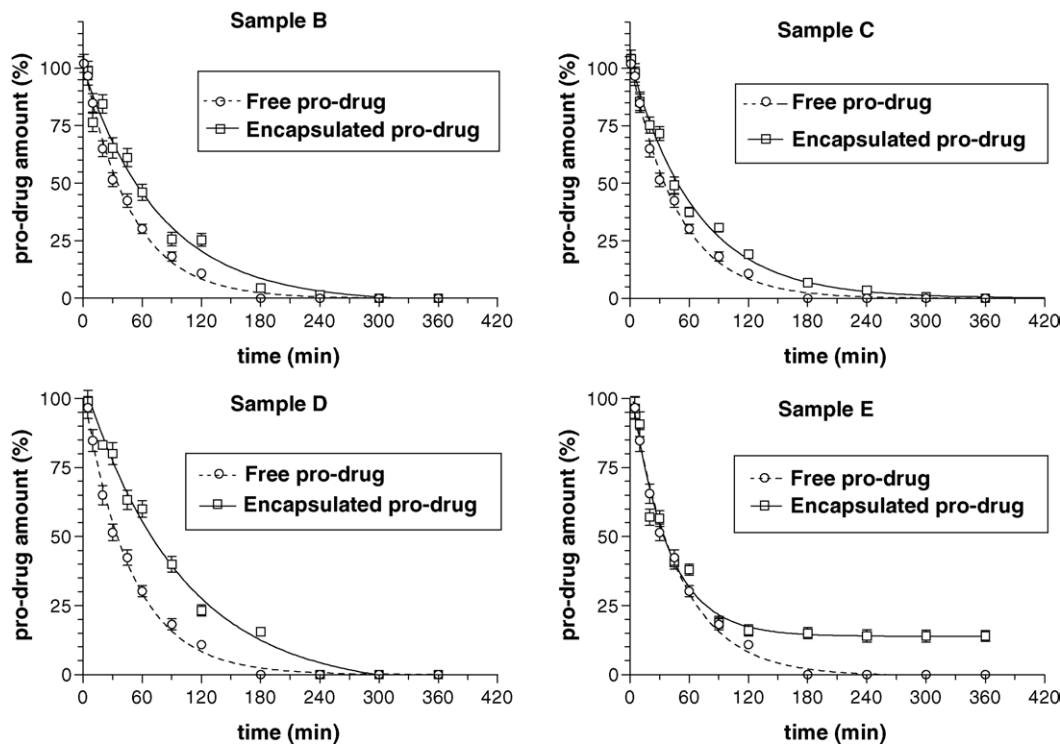 Sample B
Free pro-drug
Encapsulated pro-drug
pro-drug amount (%)
100
75
50
25
0
0 60 120 180 240 300 360 420
time (min)
Sample C
Free pro-drug
Encapsulated pro-drug
pro-drug amount (%)
100
75
50
25
0
0 60 120 180 240 300 360 420
time (min)
Sample D
Free pro-drug
Encapsulated pro-drug
pro-drug amount (%)
100
75
50
25
0
0 60 120 180 240 300 360 420
time (min)
Sample E
Free pro-drug
Encapsulated pro-drug
pro-drug amount (%)
100
75
50
25
0
0 60 120 180 240 300 360 420
time (min)